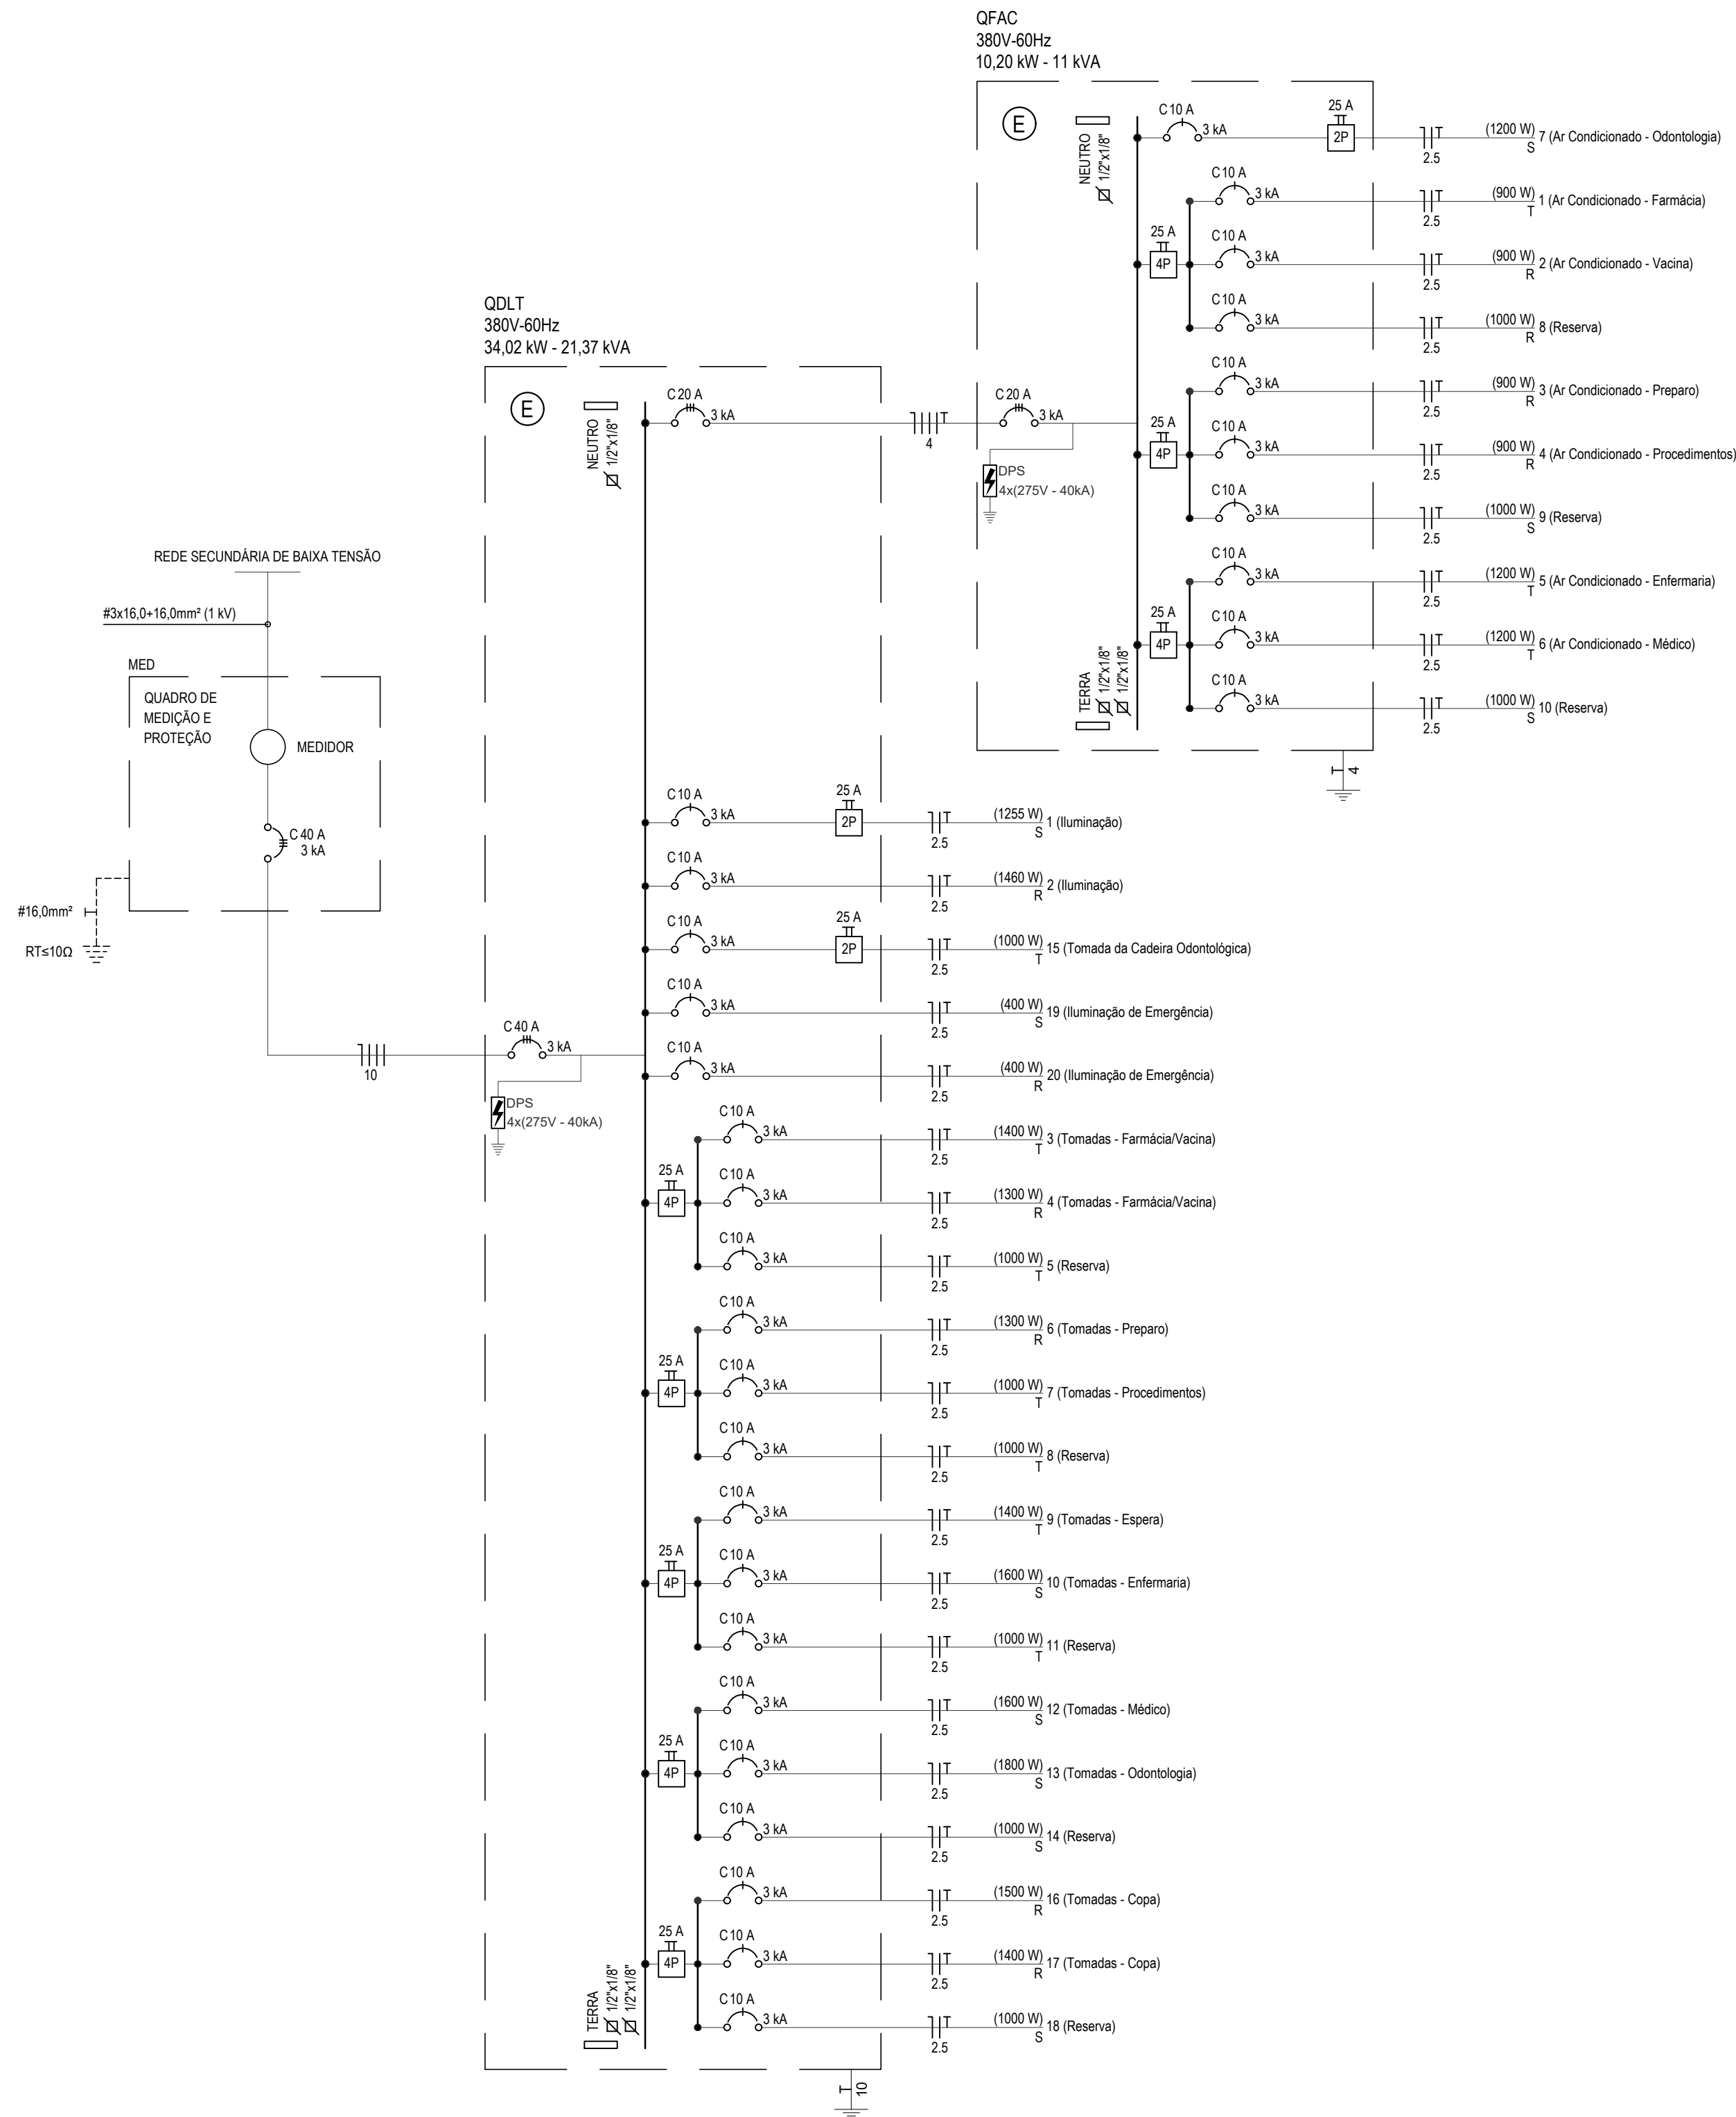 QFAC
380V-60Hz
10,20 kW - 11 kVA
E
NEUTRO
1/2"x1/8"
C 10 A
3 kA
25 A
2P
2.5
T
(1200 W)
S
7 (Ar Condicionado - Odontologia)
C 10 A
3 kA
T
2.5
(900 W)
T
1 (Ar Condicionado - Farmácia)
25 A
4P
C 10 A
3 kA
T
2.5
(900 W)
R
2 (Ar Condicionado - Vacina)
C 10 A
3 kA
T
2.5
(1000 W)
R
8 (Reserva)
C 10 A
3 kA
T
2.5
(900 W)
R
3 (Ar Condicionado - Preparo)
25 A
4P
C 10 A
3 kA
T
2.5
(900 W)
R
4 (Ar Condicionado - Procedimentos)
C 10 A
3 kA
T
2.5
(1000 W)
S
9 (Reserva)
C 10 A
3 kA
T
2.5
(1200 W)
T
5 (Ar Condicionado - Enfermaria)
25 A
4P
C 10 A
3 kA
T
2.5
(1200 W)
T
6 (Ar Condicionado - Médico)
C 10 A
3 kA
T
2.5
(1000 W)
S
10 (Reserva)
TERRA
1/2"x1/8"
1/2"x1/8"
T
4
C 20 A
3 kA
DPS
4x(275V - 40kA)
QDLT
380V-60Hz
34,02 kW - 21,37 kVA
E
NEUTRO
1/2"x1/8"
C 20 A
3 kA
T
4
REDE SECUNDÁRIA DE BAIXA TENSÃO
#3x16,0+16,0mm² (1 kV)
MED
QUADRO DE
MEDIÇÃO E
PROTEÇÃO
MEDIDOR
C 40 A
3 kA
#16,0mm²
RT≤10Ω
10
C 40 A
3 kA
DPS
4x(275V - 40kA)
C 10 A
3 kA
25 A
2P
T
2.5
(1255 W)
S
1 (Iluminação)
C 10 A
3 kA
T
2.5
(1460 W)
R
2 (Iluminação)
C 10 A
3 kA
25 A
2P
T
2.5
(1000 W)
T
15 (Tomada da Cadeira Odontológica)
C 10 A
3 kA
T
2.5
(400 W)
S
19 (Iluminação de Emergência)
C 10 A
3 kA
T
2.5
(400 W)
R
20 (Iluminação de Emergência)
C 10 A
3 kA
T
2.5
(1400 W)
T
3 (Tomadas - Farmácia/Vacina)
25 A
4P
C 10 A
3 kA
T
2.5
(1300 W)
R
4 (Tomadas - Farmácia/Vacina)
C 10 A
3 kA
T
2.5
(1000 W)
T
5 (Reserva)
C 10 A
3 kA
T
2.5
(1300 W)
R
6 (Tomadas - Preparo)
25 A
4P
C 10 A
3 kA
T
2.5
(1000 W)
T
7 (Tomadas - Procedimentos)
C 10 A
3 kA
T
2.5
(1000 W)
T
8 (Reserva)
C 10 A
3 kA
T
2.5
(1400 W)
T
9 (Tomadas - Espera)
25 A
4P
C 10 A
3 kA
T
2.5
(1600 W)
S
10 (Tomadas - Enfermaria)
C 10 A
3 kA
T
2.5
(1000 W)
T
11 (Reserva)
C 10 A
3 kA
T
2.5
(1600 W)
S
12 (Tomadas - Médico)
25 A
4P
C 10 A
3 kA
T
2.5
(1800 W)
S
13 (Tomadas - Odontologia)
C 10 A
3 kA
T
2.5
(1000 W)
S
14 (Reserva)
C 10 A
3 kA
T
2.5
(1500 W)
R
16 (Tomadas - Copa)
25 A
4P
C 10 A
3 kA
T
2.5
(1400 W)
R
17 (Tomadas - Copa)
C 10 A
3 kA
T
2.5
(1000 W)
S
18 (Reserva)
TERRA
1/2"x1/8"
1/2"x1/8"
T
10